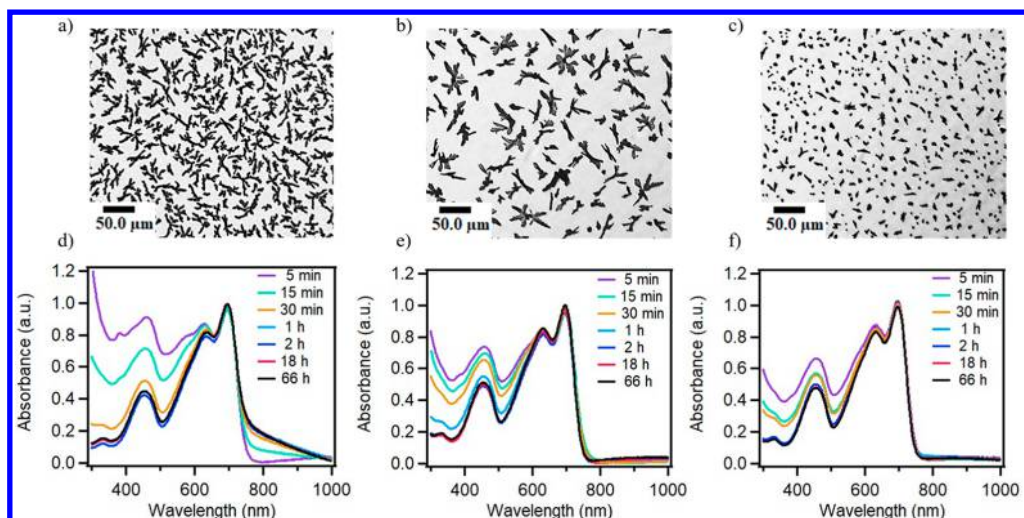 a)
b)
c)
50.0 µm
50.0 µm
50.0 µm
d)
e)
f)
1.2
1.0
0.8
0.6
0.4
0.2
0.0
Absorbance (a.u.)
5 min
15 min
30 min
1 h
2 h
18 h
66 h
400
600
800
1000
Wavelength (nm)
1.2
1.0
0.8
0.6
0.4
0.2
0.0
Absorbance (a.u.)
5 min
15 min
30 min
1 h
2 h
18 h
66 h
400
600
800
1000
Wavelength (nm)
1.2
1.0
0.8
0.6
0.4
0.2
0.0
Absorbance (a.u.)
5 min
15 min
30 min
1 h
2 h
18 h
66 h
400
600
800
1000
Wavelength (nm)